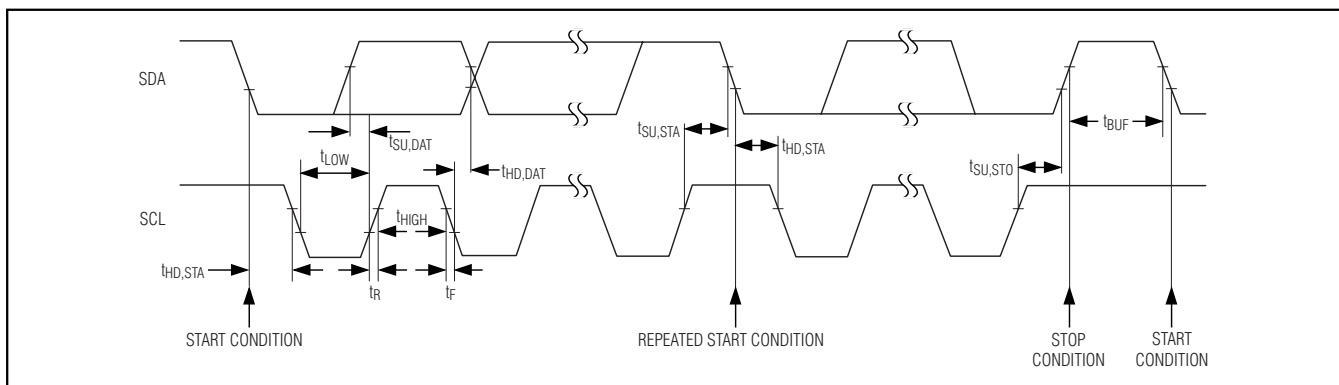 SDA
tSU,DAT
tLOW
tHD,DAT
tSU,STA
tHD,STA
tBUF
tSU,STO
SCL
tHIGH
tHD,STA
tR
tF
START CONDITION
REPEATED START CONDITION
STOP
CONDITION
START
CONDITION